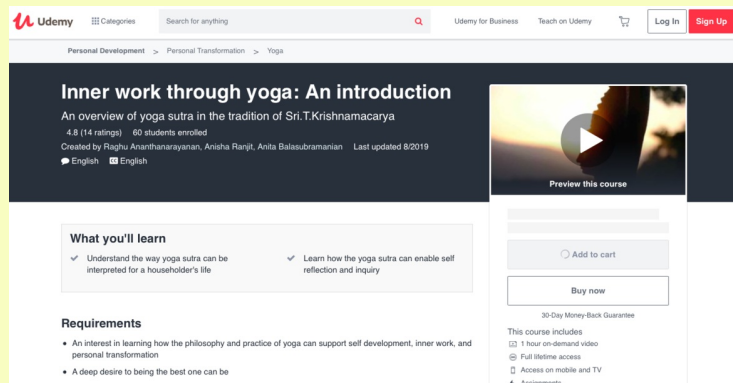 Udemy
Categories
Search for anything
Udemy for Business
Teach on Udemy
Log In
Sign Up
Personal Development > Personal Transformation > Yoga
Inner work through yoga: An introduction
An overview of yoga sutra in the tradition of Sri.T.Krishnamacarya
4.8 (14 ratings) 60 students enrolled
Created by Raghu Ananthanarayanan, Anisha Ranjit, Anita Balasubramanian Last updated 8/2019
English English
Preview this course
What you'll learn
Understand the way yoga sutra can be
interpreted for a householder's life
Learn how the yoga sutra can enable self
reflection and inquiry
Add to cart
Buy now
30-Day Money-Back Guarantee
This course includes
1 hour on-demand video
Full lifetime access
Access on mobile and TV
Assignments
Requirements
An interest in learning how the philosophy and practice of yoga can support self development, inner work, and
personal transformation
A deep desire to being the best one can be